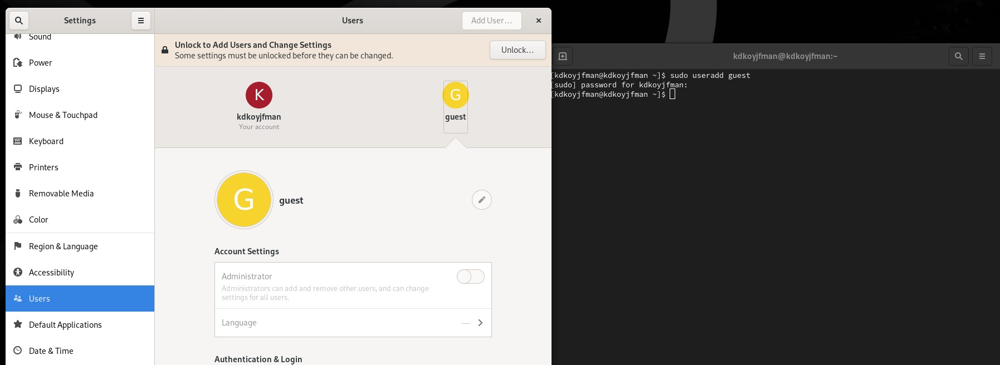 Settings
Users
Add User...
Sound
Power
Displays
Mouse & Touchpad
Keyboard
Printers
Removable Media
Color
Region & Language
Accessibility
Users
Default Applications
Date & Time
Unlock to Add Users and Change Settings
Some settings must be unlocked before they can be changed.
Unlock...
K
kdkoyjfman
Your account
G
guest
G
guest
Account Settings
Administrator
Administrators can add and remove other users, and can change
settings for all users.
Language
—
Authentication & Login
kdkoyjfman@kdkoyjfman:~
[kdkoyjfman@kdkoyjfman ~]$ sudo useradd guest
[sudo] password for kdkoyjfman:
[kdkoyjfman@kdkoyjfman ~]$